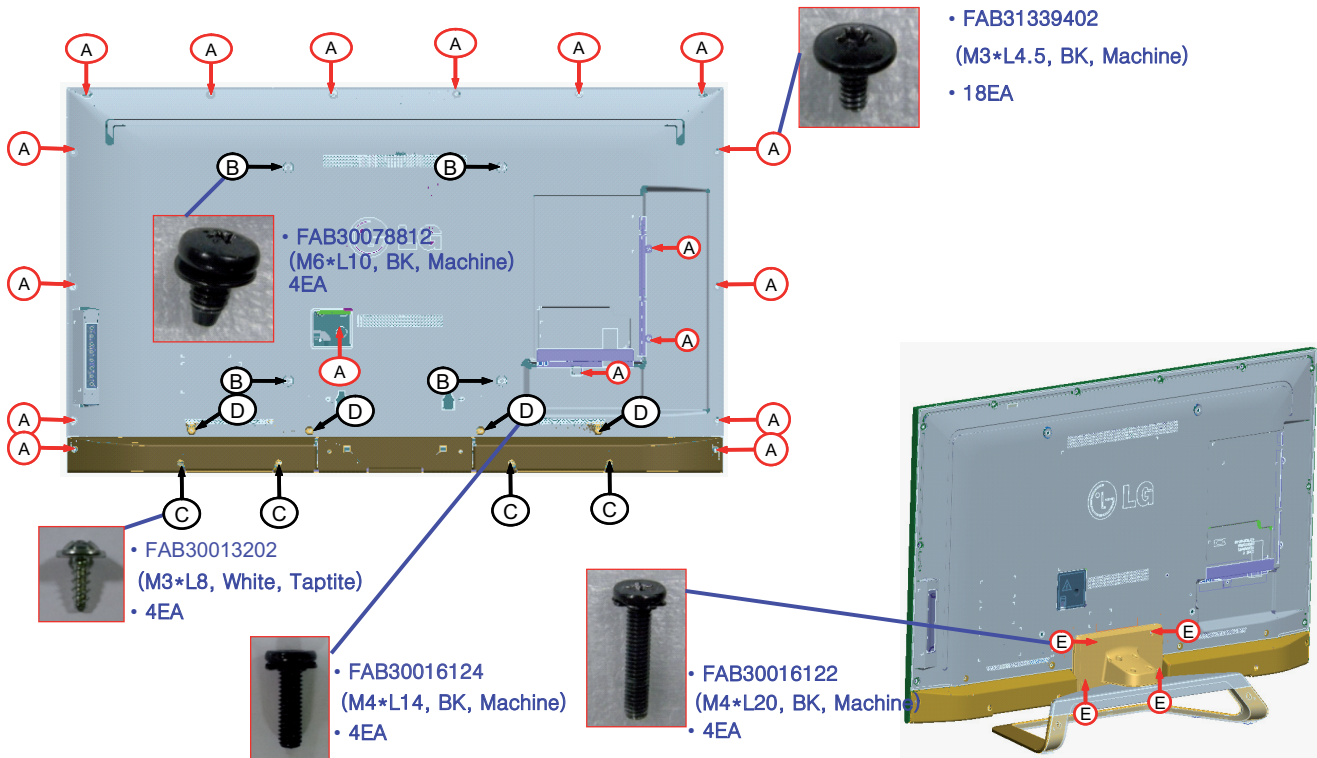 A A A A A A
• FAB31339402
(M3*L4.5, BK, Machine)
• 18EA
A A
B B
• FAB30078812
(M6*L10, BK, Machine)
4EA
LG
A
A A
A
A
A
B B
D D D D
A A
A A
C C C C
• FAB30013202
(M3*L8, White, Taptite)
• 4EA
• FAB30016124
(M4*L14, BK, Machine)
• 4EA
• FAB30016122
(M4*L20, BK, Machine)
• 4EA
LG
E E
E E